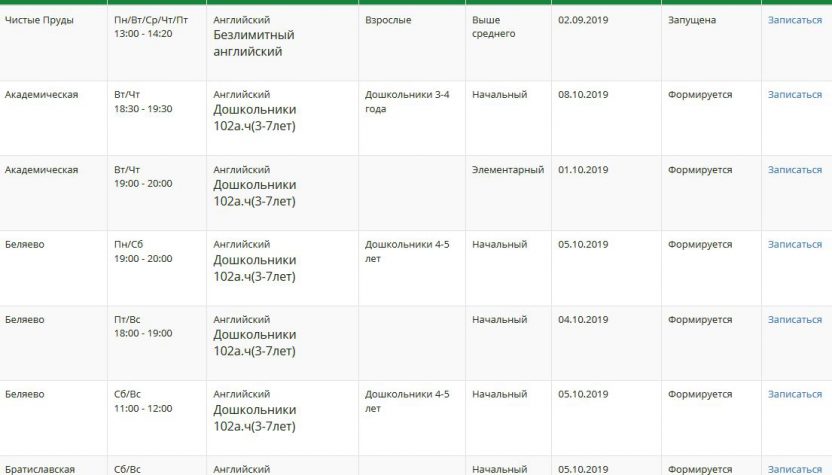 Чистые Пруды Пн/Вт/Ср/Чт/Пт Английский Взрослые Выше 02.09.2019 Запущена Записаться
13:00 - 14:20 Безлимитный среднего
английский
Академическая Вт/Чт Английский Дошкольники 3-4 Начальный 08.10.2019 Формируется Записаться
18:30 - 19:30 Дошкольники года
102а.ч(3-7лет)
Академическая Вт/Чт Английский Элементарный 01.10.2019 Формируется Записаться
19:00 - 20:00 Дошкольники
102а.ч(3-7лет)
Беляево Пн/Сб Английский Дошкольники 4-5 Начальный 05.10.2019 Формируется Записаться
19:00 - 20:00 Дошкольники лет
102а.ч(3-7лет)
Беляево Пт/Вс Английский Начальный 04.10.2019 Формируется Записаться
18:00 - 19:00 Дошкольники
102а.ч(3-7лет)
Беляево Сб/Вс Английский Дошкольники 4-5 Начальный 05.10.2019 Формируется Записаться
11:00 - 12:00 Дошкольники лет
102а.ч(3-7лет)
Братиславская Сб/Вс Английский Начальный 05.10.2019 Формируется Записаться